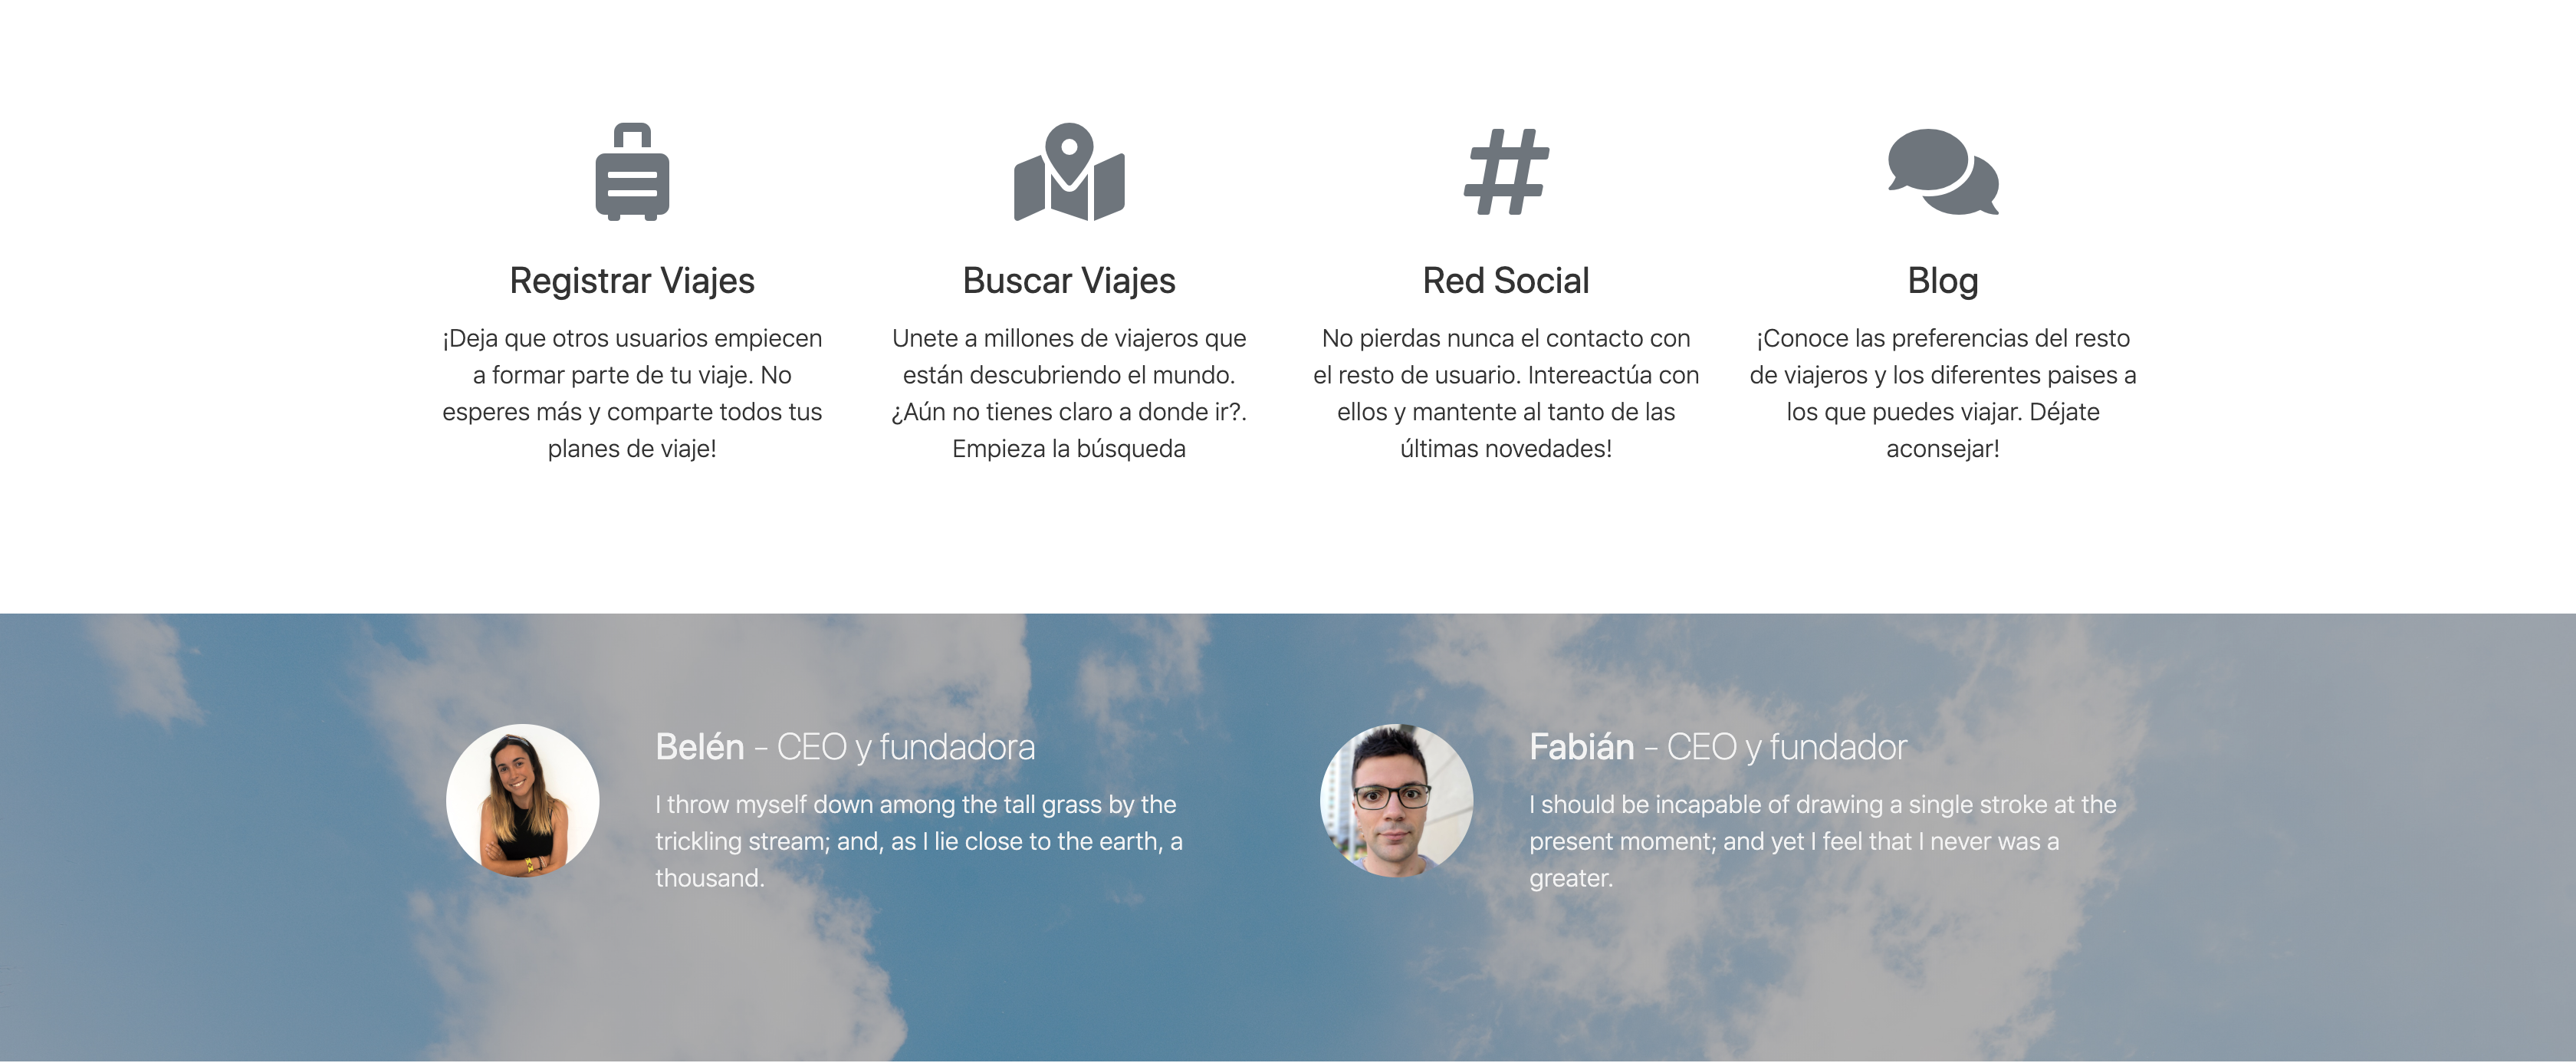 Registrar Viajes
¡Deja que otros usuarios empiecen
a formar parte de tu viaje. No
esperes más y comparte todos tus
planes de viaje!
Buscar Viajes
Unete a millones de viajeros que
están descubriendo el mundo.
¿Aún no tienes claro a donde ir?.
Empieza la búsqueda
Red Social
No pierdas nunca el contacto con
el resto de usuario. Intereactúa con
ellos y mantente al tanto de las
últimas novedades!
Blog
¡Conoce las preferencias del resto
de viajeros y los diferentes paises a
los que puedes viajar. Déjate
aconsejar!
Belén - CEO y fundadora
I throw myself down among the tall grass by the
trickling stream; and, as I lie close to the earth, a
thousand.
Fabián - CEO y fundador
I should be incapable of drawing a single stroke at the
present moment; and yet I feel that I never was a
greater.